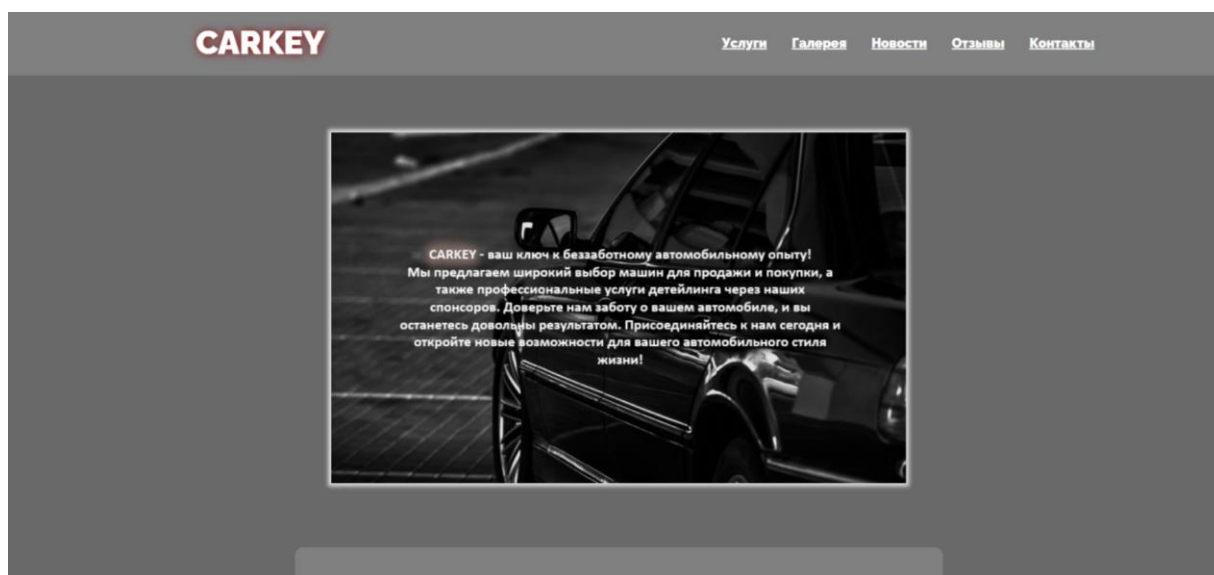 CARKEY
Услуги Галерея Новости Отзывы Контакты
CARKEY - ваш ключ к беззаботному автомобильному опыту!
Мы предлагаем широкий выбор машин для продажи и покупки, а
также профессиональные услуги детейлинга через наших
спонсоров. Доверьте нам заботу о вашем автомобиле, и вы
останетесь довольны результатом. Присоединяйтесь к нам сегодня и
откройте новые возможности для вашего автомобильного стиля
жизни!